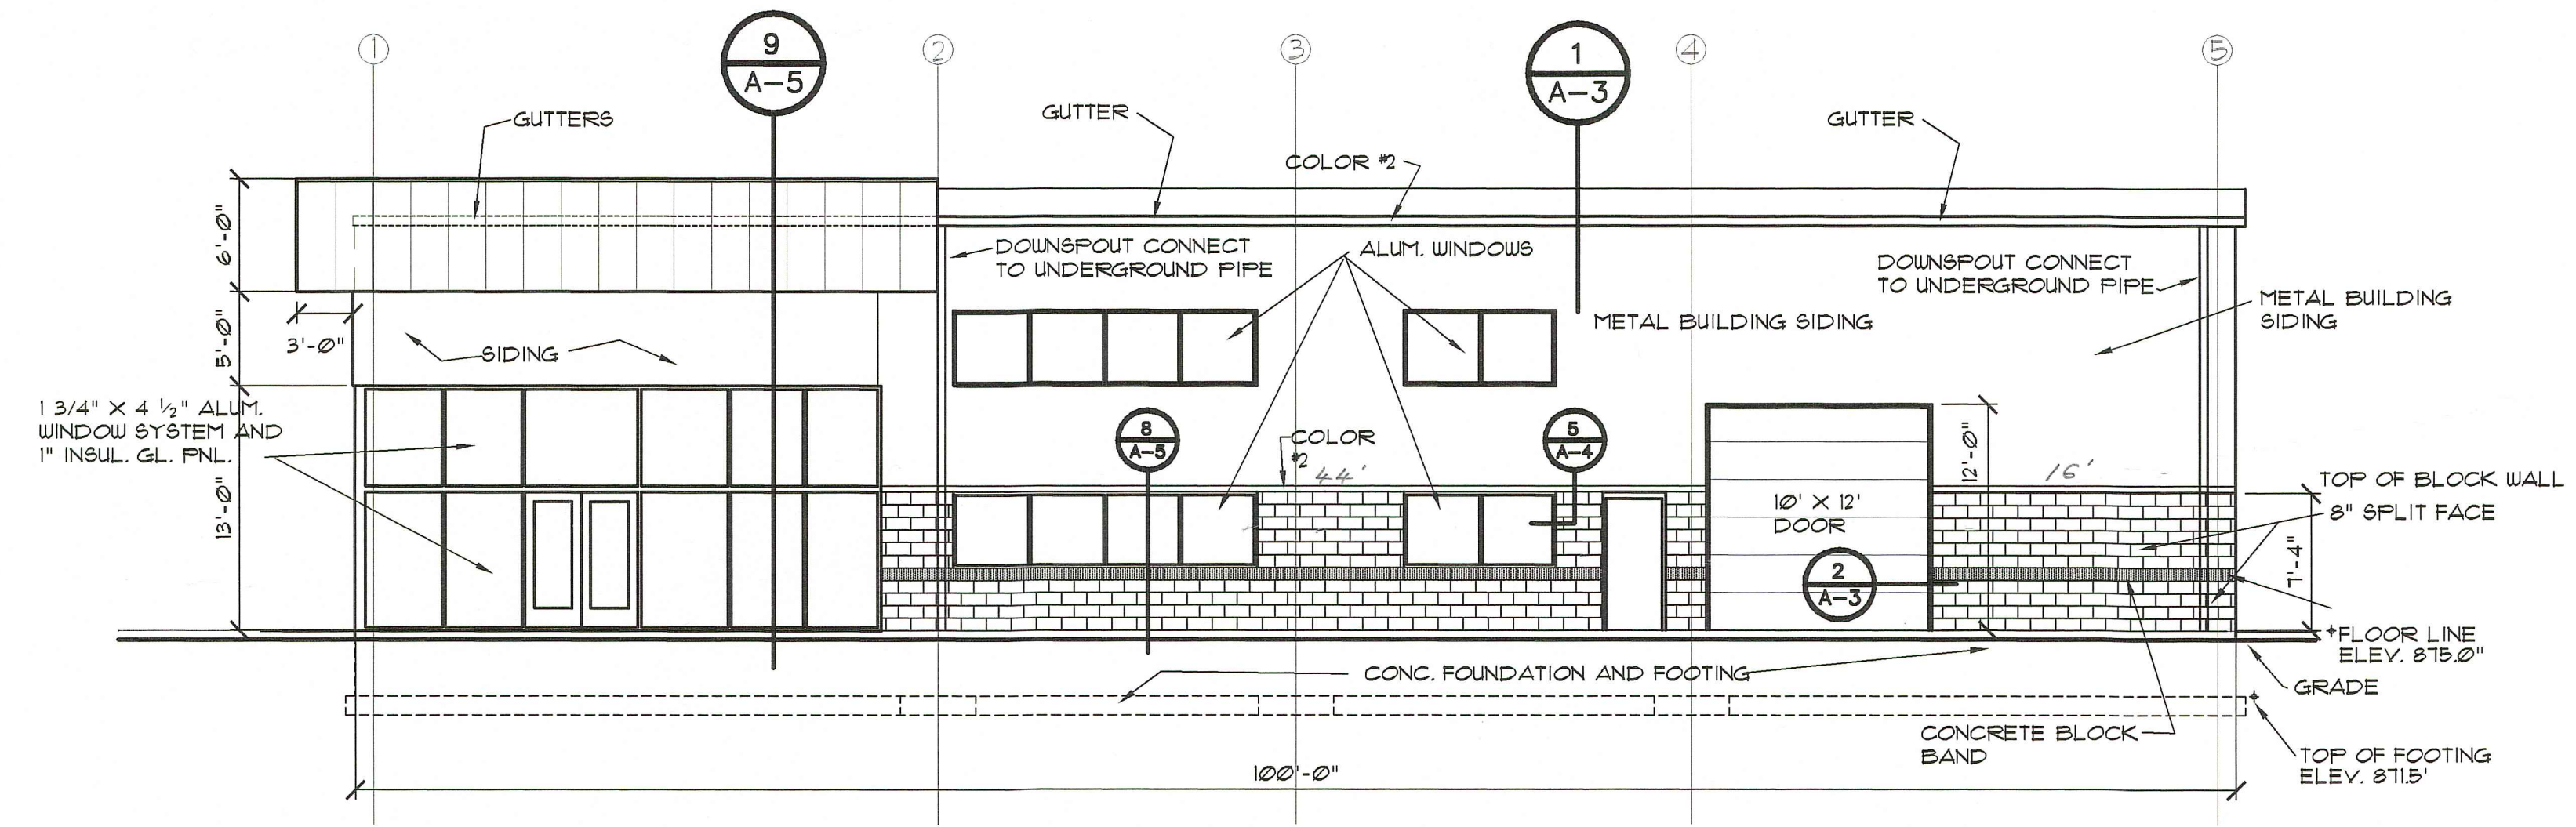 1
9
A-5
2
3
1
A-3
4
5
GUTTERS
GUTTER
COLOR #2
GUTTER
6'-0"
DOWNSPOUT CONNECT
TO UNDERGROUND PIPE
ALUM. WINDOWS
DOWNSPOUT CONNECT
TO UNDERGROUND PIPE
METAL BUILDING
SIDING
5'-0"
3'-0"
SIDING
METAL BUILDING SIDING
1 3/4" X 4 1/2" ALUM.
WINDOW SYSTEM AND
1" INSUL. GL. PNL.
13'-0"
8
A-5
COLOR
#2
44'
5
A-4
12'-0"
16'
10' X 12'
DOOR
2
A-3
TOP OF BLOCK WALL
8" SPLIT FACE
7'-4"
FLOOR LINE
ELEV. 875.0"
GRADE
CONC. FOUNDATION AND FOOTING
CONCRETE BLOCK
BAND
TOP OF FOOTING
ELEV. 871.5'
100'-0"